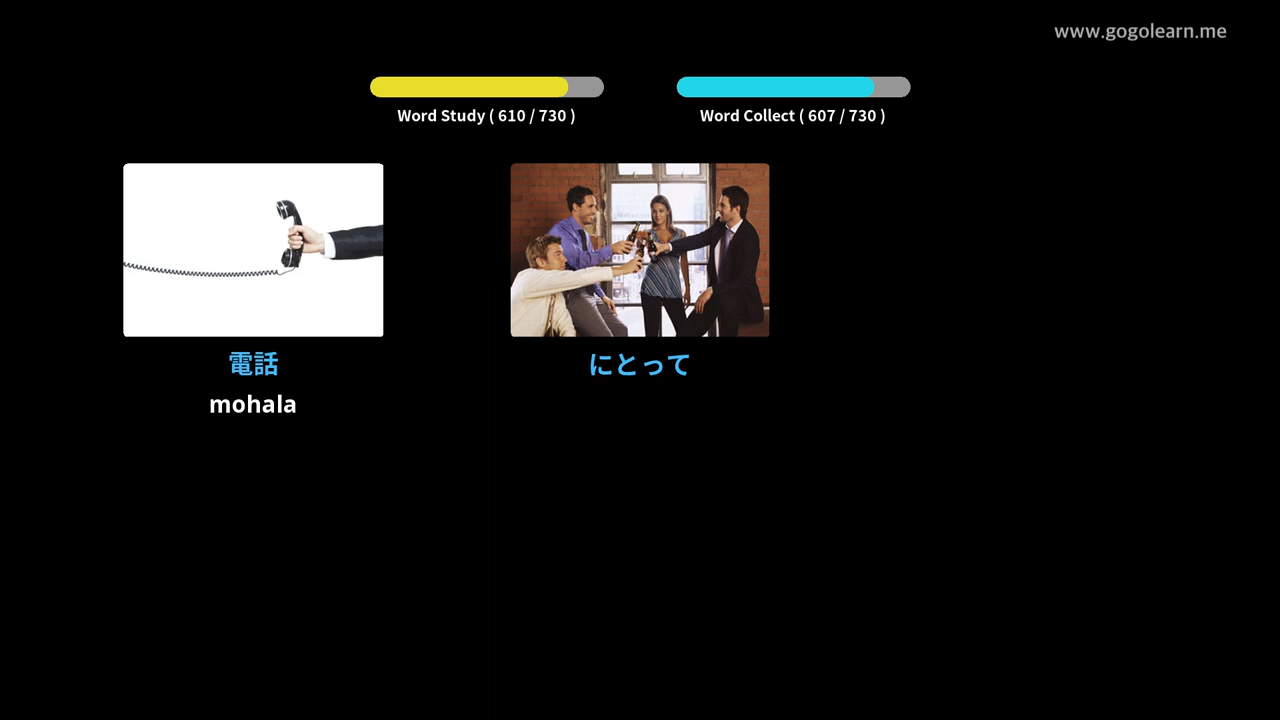 www.gogolearn.me
Word Study ( 610 / 730 )
Word Collect ( 607 / 730 )
電話
にとって
mohala